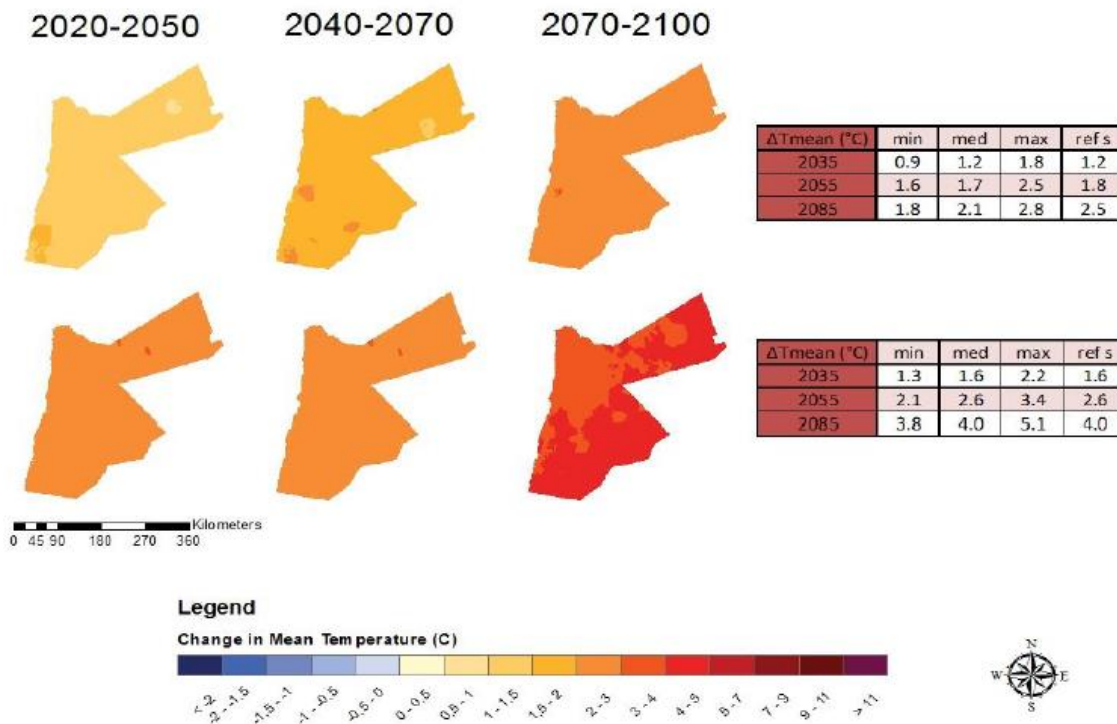 2020-2050 2040-2070 2070-2100
ΔTmean (°C) min med max ref s
2035 0.9 1.2 1.8 1.2
2055 1.6 1.7 2.5 1.8
2085 1.8 2.1 2.8 2.5
ΔTmean (°C) min med max ref s
2035 1.3 1.6 2.2 1.6
2055 2.1 2.6 3.4 2.6
2085 3.8 4.0 5.1 4.0
Kilometers
0 45 90 180 270 360
Legend
Change in Mean Temperature (C)
< -2 -2 - -1.5 -1.5 - -1 -1 - -0.5 -0.5 - 0 0 - 0.5 0.5 - 1 1 - 1.5 1.5 - 2 2 - 3 3 - 4 4 - 5 5 - 7 7 - 9 9 - 11 > 11
N
W E
S